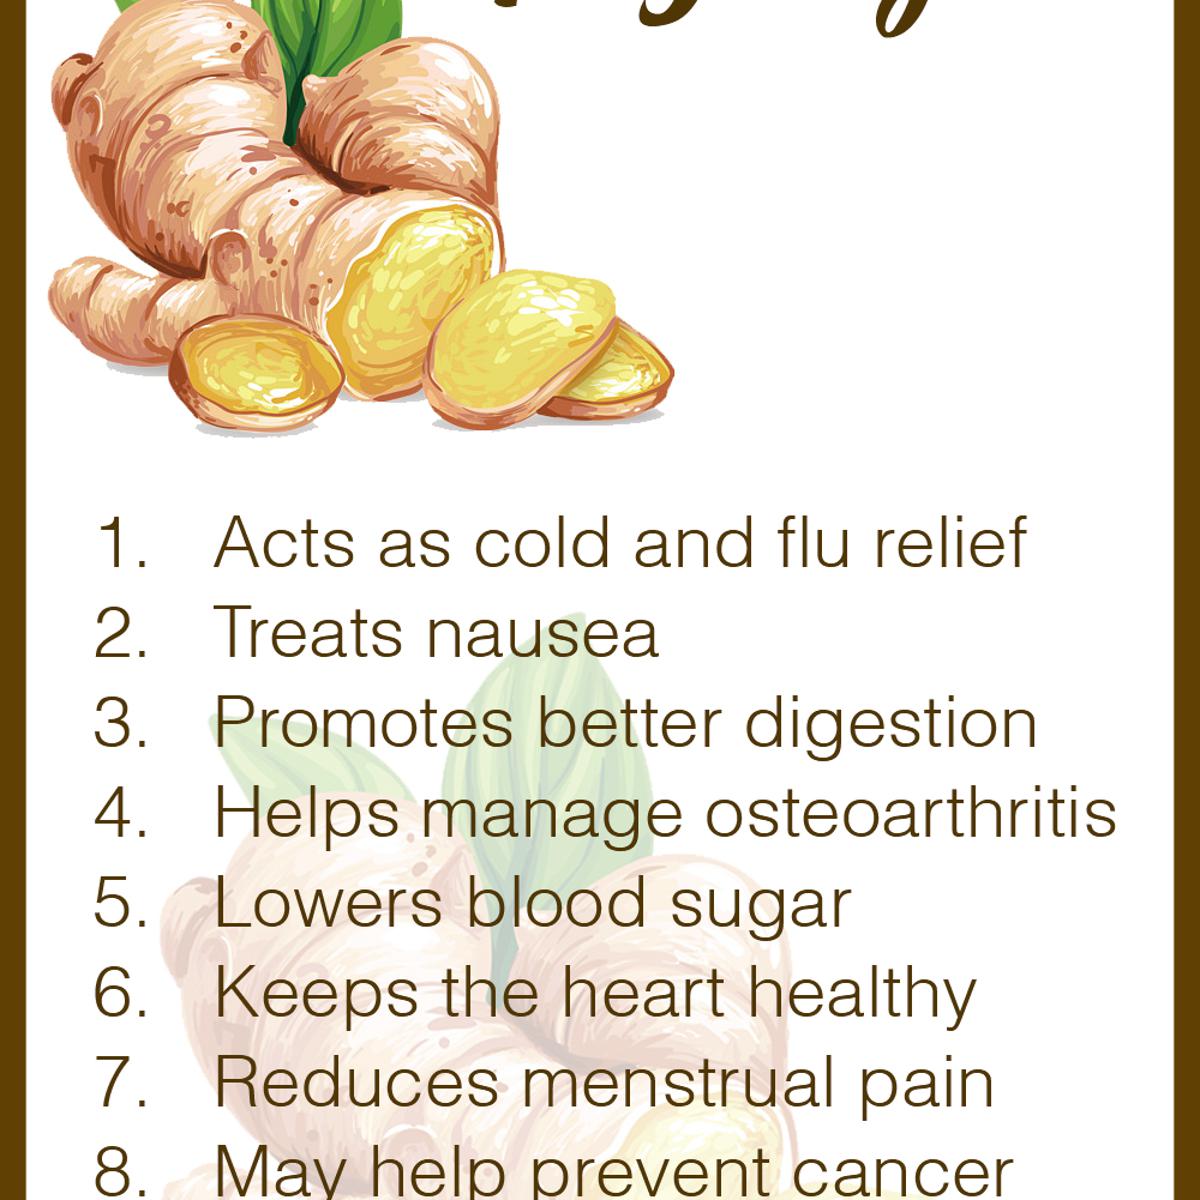 1. Acts as cold and flu relief
2. Treats nausea
3. Promotes better digestion
4. Helps manage osteoarthritis
5. Lowers blood sugar
6. Keeps the heart healthy
7. Reduces menstrual pain
8. May help prevent cancer